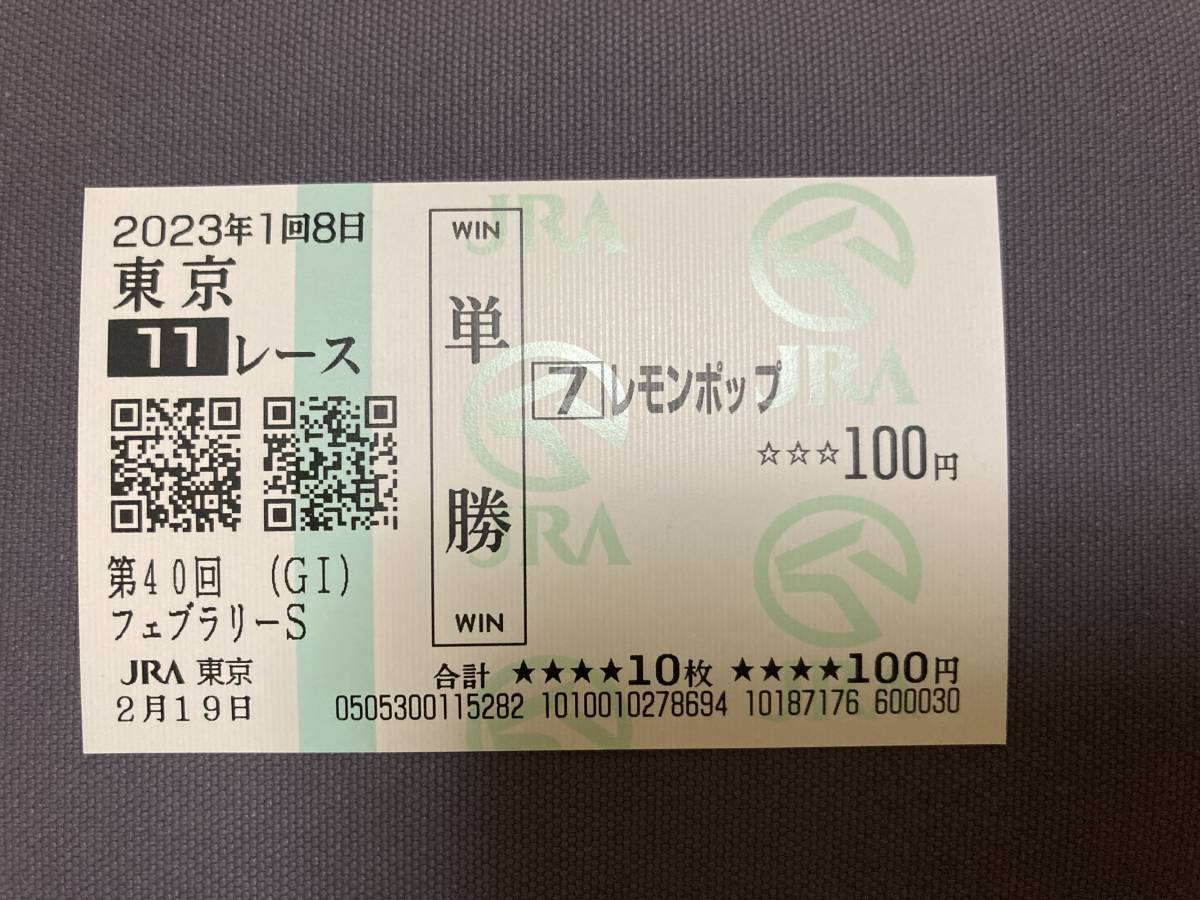 2023年1回8日
東京
11レース
第40回 (GⅠ)
フェブラリーS
JRA 東京
2月19日
WIN
単勝
WIN
7 レモンポップ
☆☆☆100円
合計 ★★★★10枚 ★★★★100円
0505300115282 1010010278694 10187176 600030
JRA
JRA
JRA